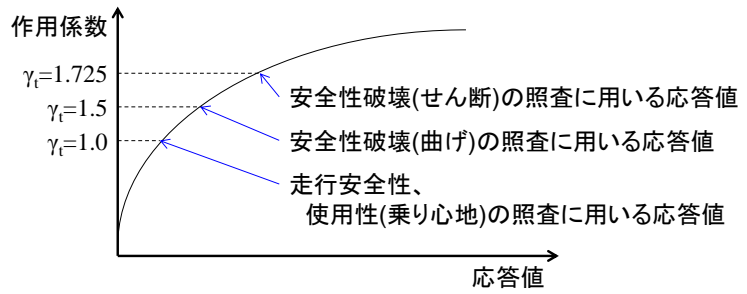 作用係数
γt=1.725
γt=1.5
γt=1.0
安全性破壊(せん断)の照査に用いる応答値
安全性破壊(曲げ)の照査に用いる応答値
走行安全性、
使用性(乗り心地)の照査に用いる応答値
応答値